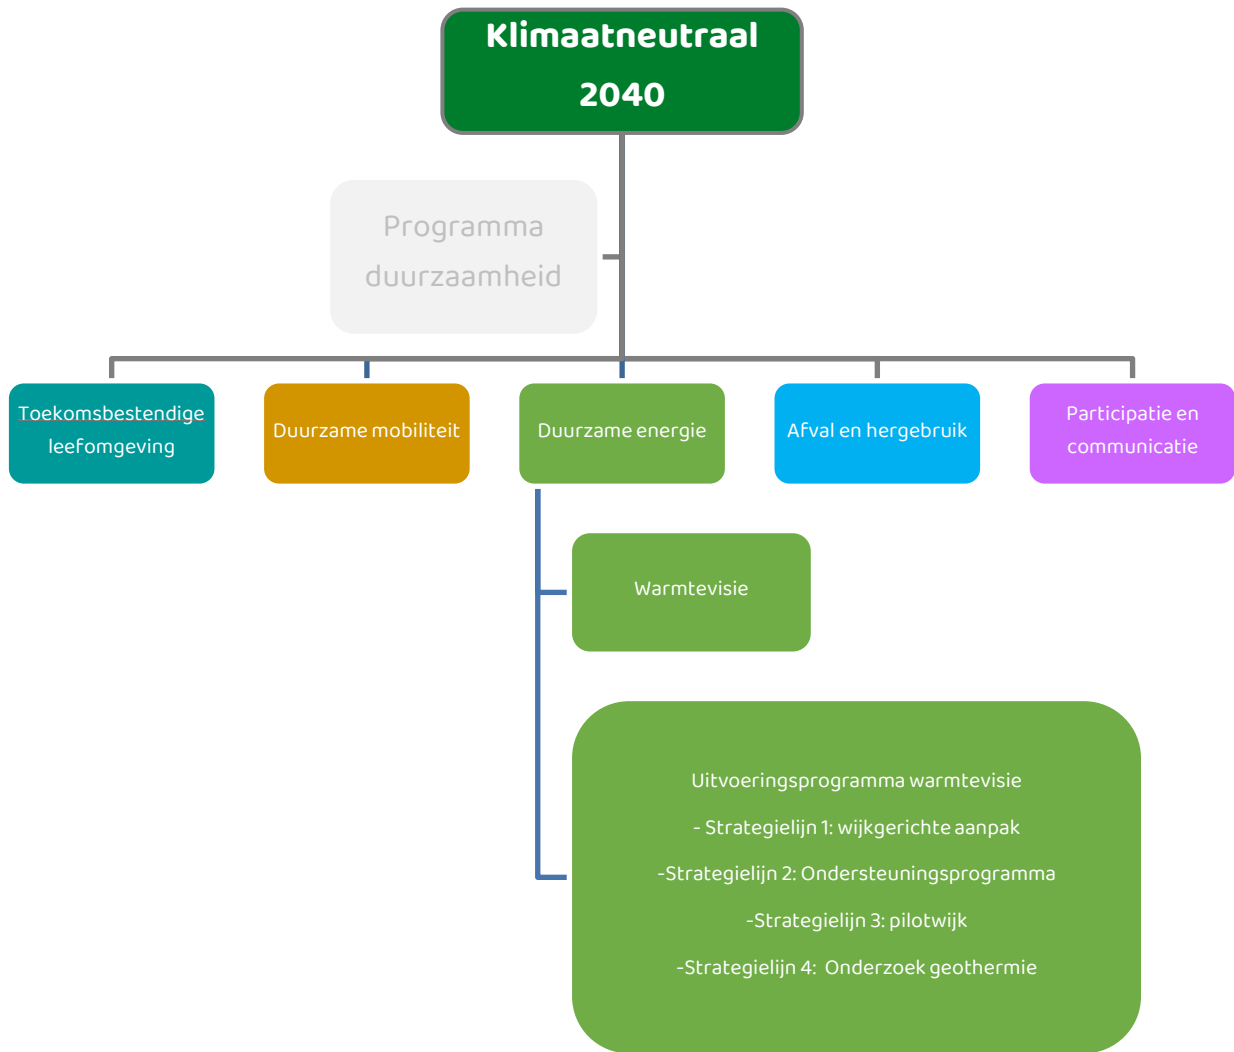 Klimaatneutraal
2040
Programma
duurzaamheid
Toekomsbestendige
leefomgeving
Duurzame mobiliteit
Duurzame energie
Afval en hergebruik
Participatie en
communicatie
Warmtevisie
Uitvoeringsprogramma warmtevisie
- Strategielijn 1: wijkgerichte aanpak
-Strategielijn 2: Ondersteuningsprogramma
-Strategielijn 3: pilotwijk
-Strategielijn 4: Onderzoek geothermie